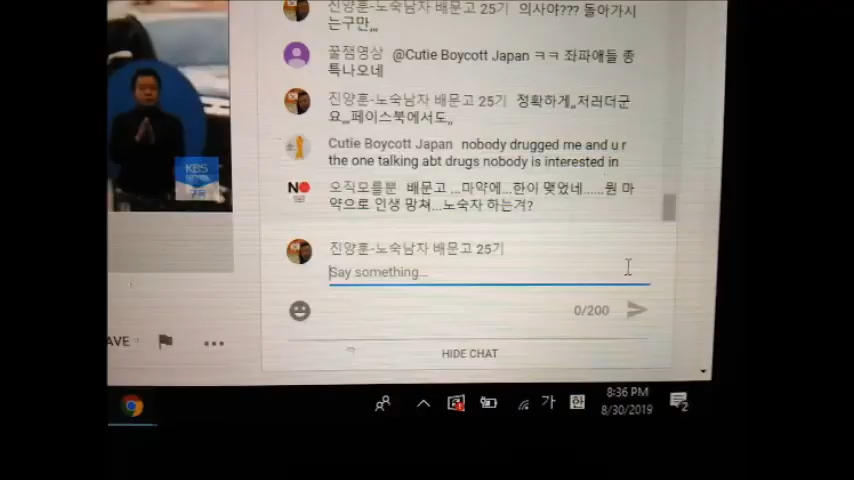 진양훈-노숙남자 배문고 25기 의사야??? 돌아가시
는구만,,,
꿀잼영상 @Cutie Boycott Japan ㅋㅋ 좌파애들 종
특나오네
진양훈-노숙남자 배문고 25기 정확하게,,저러더군
요,,,페이스북에서도,,
Cutie Boycott Japan nobody drugged me and u r
the one talking abt drugs nobody is interested in
NO
오직모를뿐 배문고 ...마약에...한이 맺었네......뭔 마
약으로 인생 망쳐...노숙자 하는겨?
진양훈-노숙남자 배문고 25기
Say something...
0/200
HIDE CHAT
KBS
구독
AVE
가
한
8:36 PM
8/30/2019
2